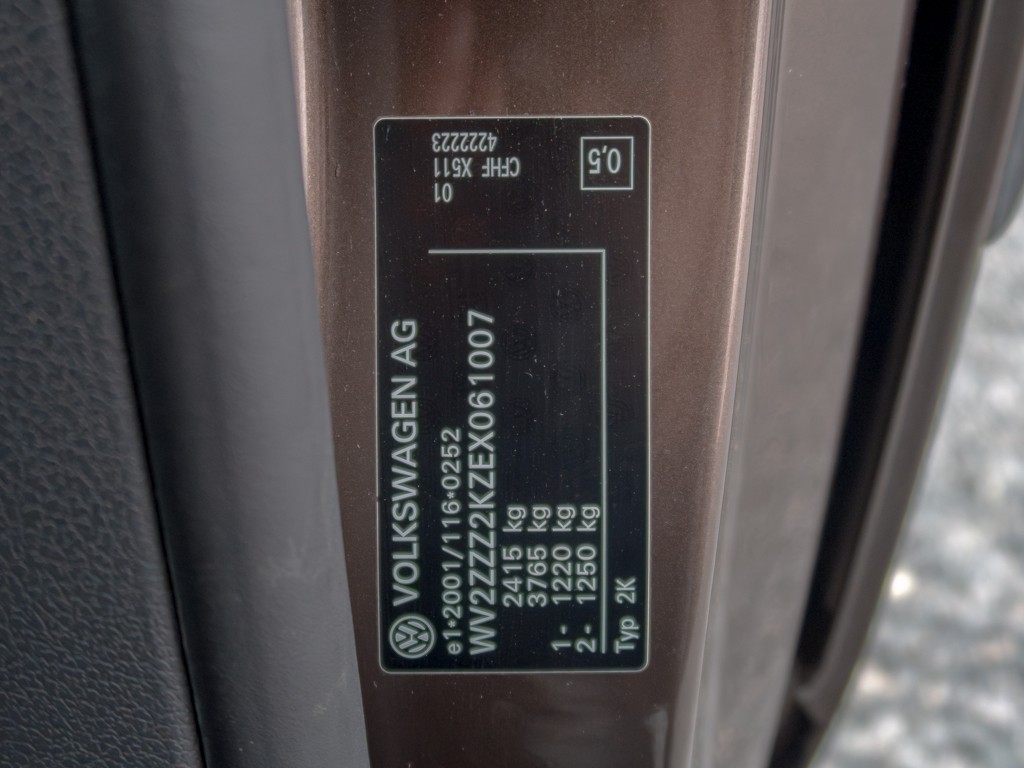 VOLKSWAGEN AG
e1*2001/116*0252
WV2ZZZ2KZEX061007
2415 kg
3765 kg
1- 1220 kg
2- 1250 kg
Typ 2K
4222223
CFHF X511
01
0,5